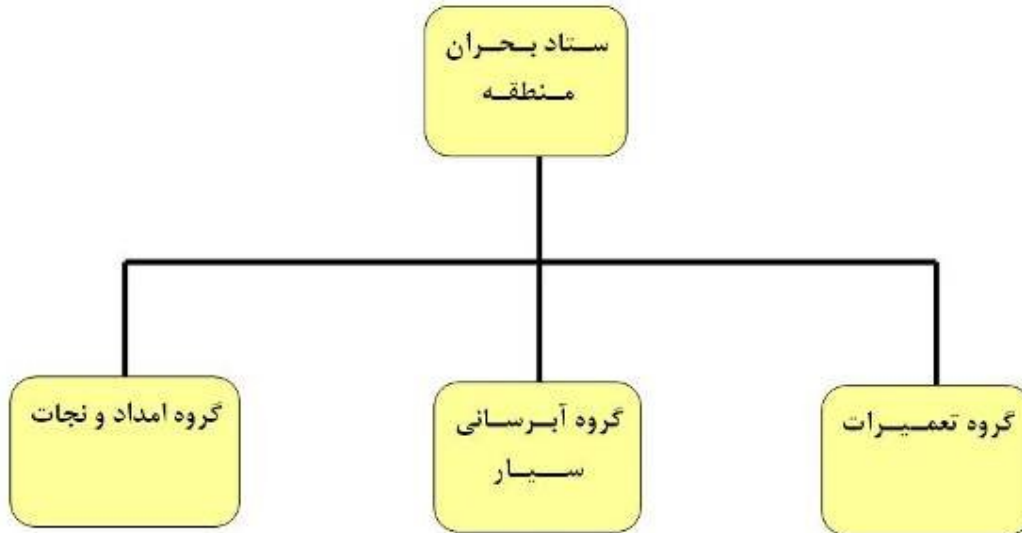 ستاد بحران
منطقه
گروه تعمیرات
گروه آبرسانی
سیار
گروه امداد و نجات